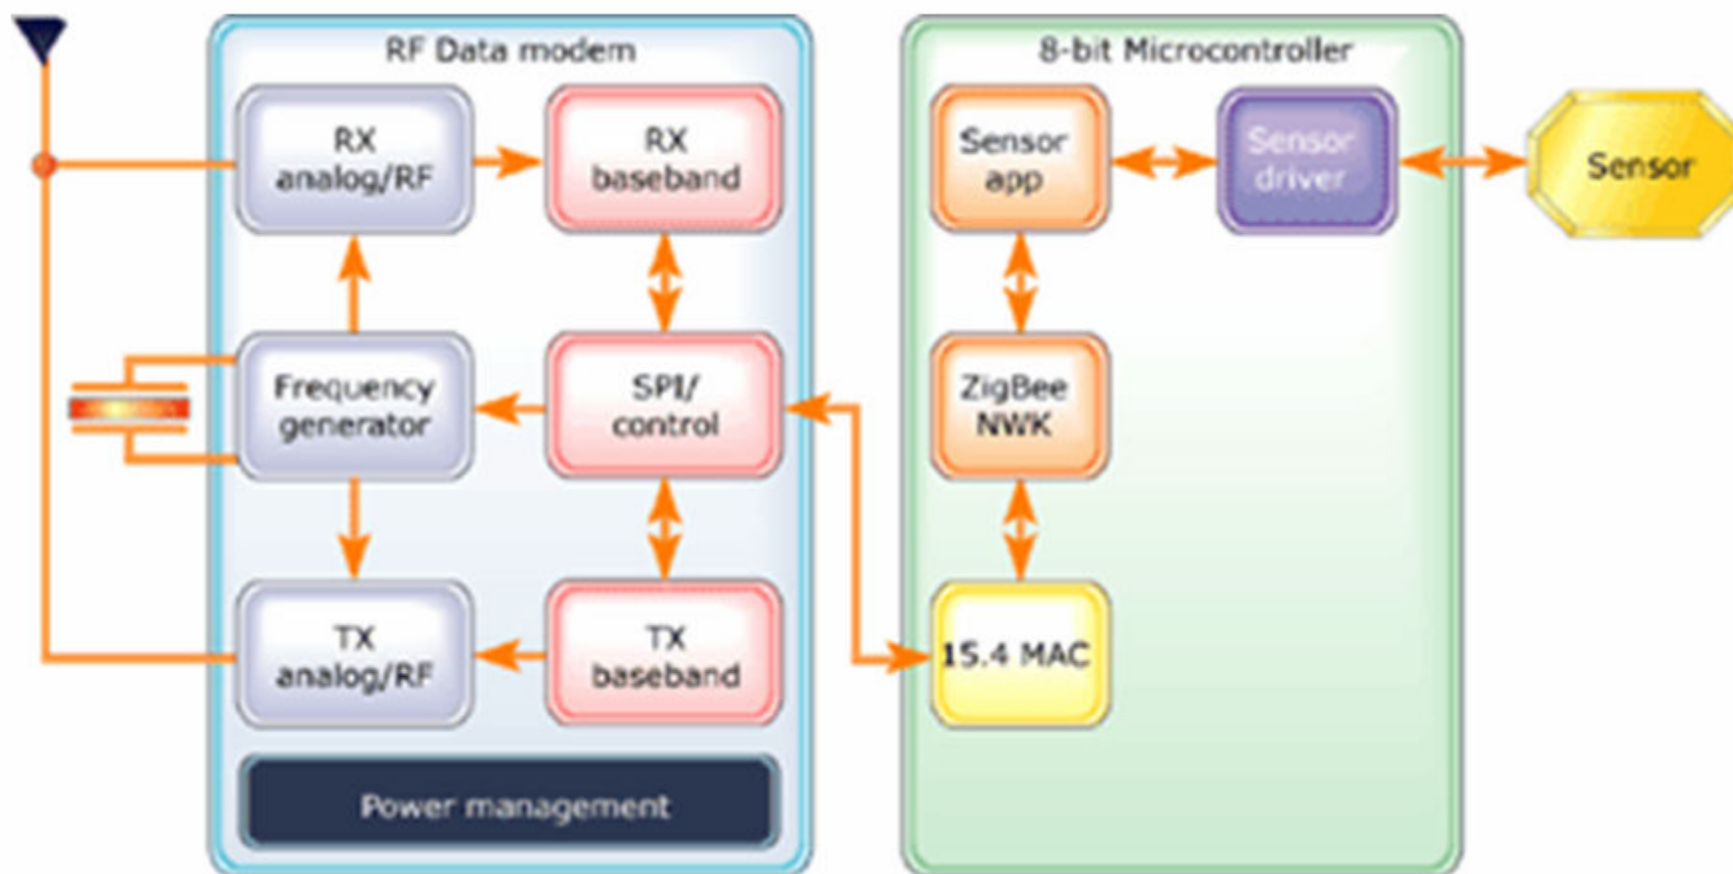 RF Data modem
8-bit Microcontroller
RX
analog/RF
RX
baseband
Sensor
app
Sensor
driver
Sensor
Frequency
generator
SPI/
control
ZigBee
NWK
TX
analog/RF
TX
baseband
15.4 MAC
Power management